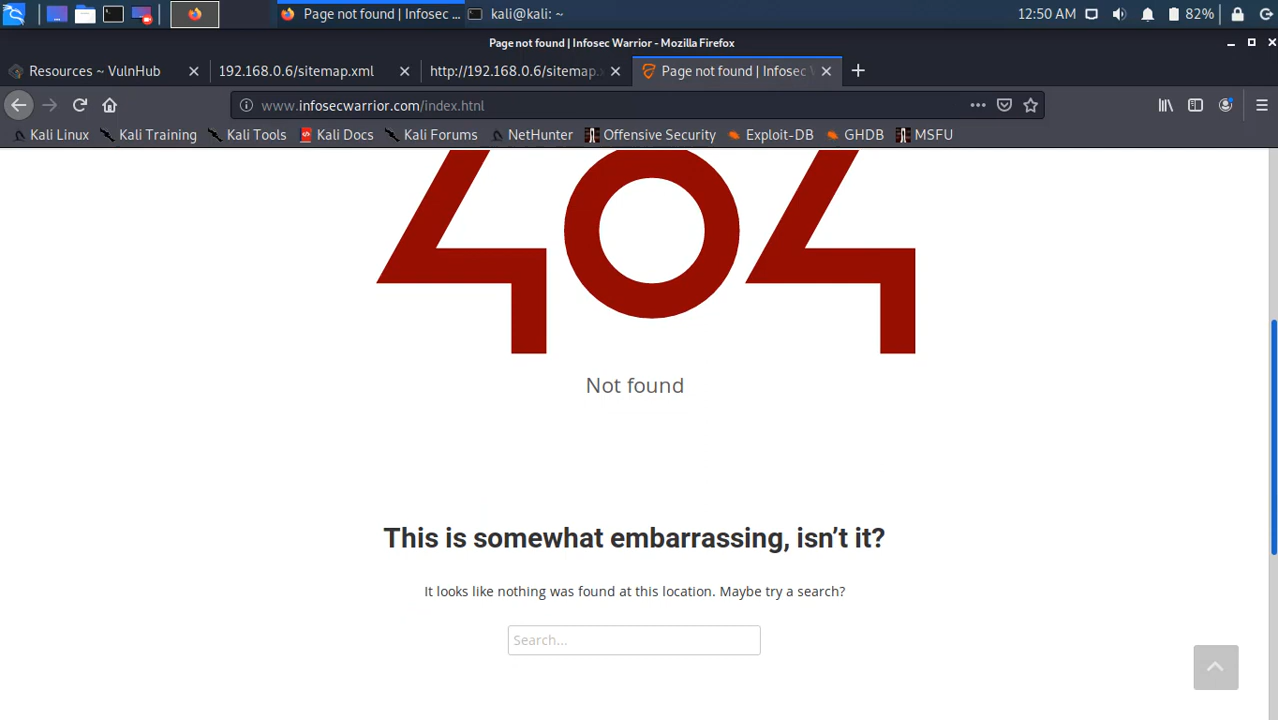 Page not found | Infosec ...
kali@kali: ~
12:50 AM
82%
Page not found | Infosec Warrior - Mozilla Firefox
Resources ~ VulnHub
192.168.0.6/sitemap.xml
http://192.168.0.6/sitemap.x
Page not found | Infosec W
www.infosecwarrior.com/index.htnl
Kali Linux
Kali Training
Kali Tools
Kali Docs
Kali Forums
NetHunter
Offensive Security
Exploit-DB
GHDB
MSFU
404
Not found
This is somewhat embarrassing, isn’t it?
It looks like nothing was found at this location. Maybe try a search?
Search...